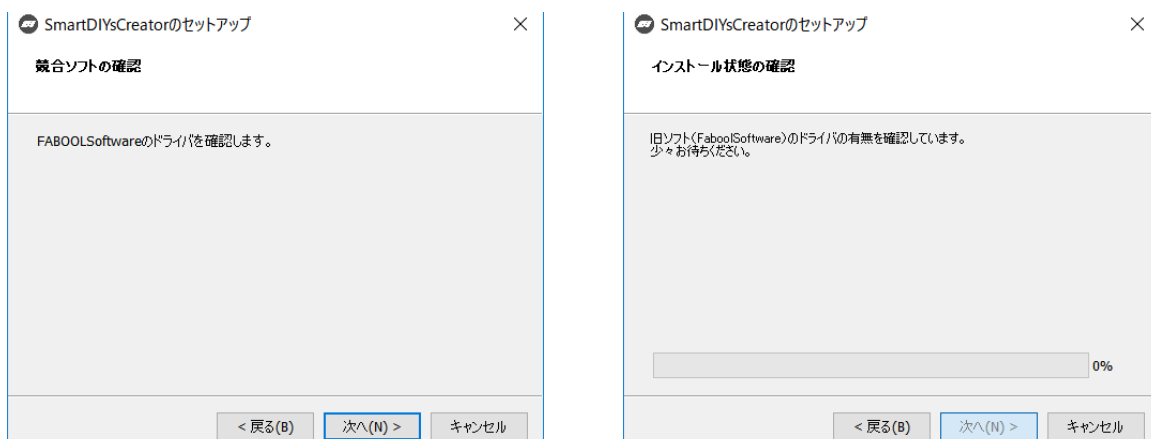 SmartDIYsCreatorのセットアップ
競合ソフトの確認
FABOOLSoftwareのドライバを確認します。
< 戻る(B)
次へ(N) >
キャンセル
SmartDIYsCreatorのセットアップ
インストール状態の確認
旧ソフト(FaboolSoftware)のドライバの有無を確認しています。
少々お待ちください。
0%
< 戻る(B)
次へ(N) >
キャンセル